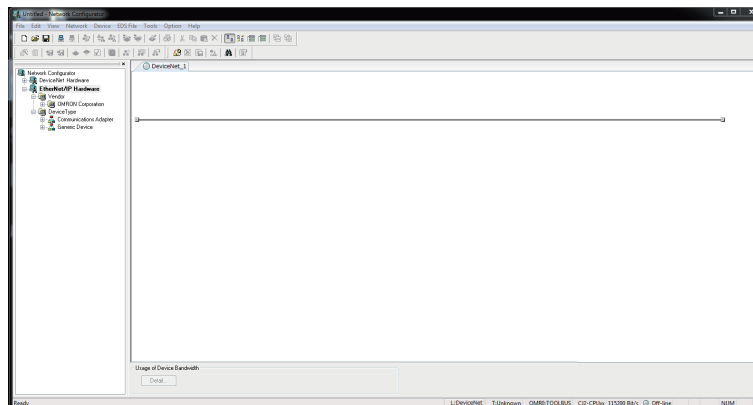 Untitled - Network Configurator
File Edit View Network Device EDS File Tools Option Help
DeviceNet_1
Network Configurator
DeviceNet Hardware
EtherNet/IP Hardware
Vendor
OMRON Corporation
DeviceType
Communications Adapter
Generic Device
Usage of Device Bandwidth
Detail...
Ready
L:DeviceNet T:Unknown OMR0:TOOLBUS CJ2-CPUxx 115200 Bit/s Off-line NUM